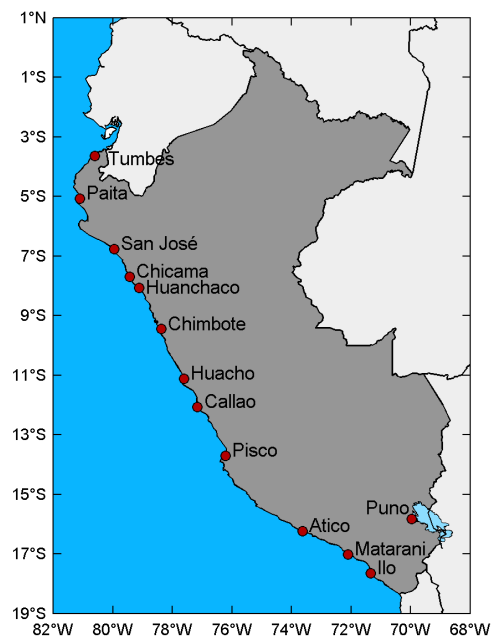 1°N
1°S
3°S
Tumbes
5°S
Paita
San José
7°S
Chicama
Huanchaco
9°S
Chimbote
11°S
Huacho
Callao
13°S
Pisco
15°S
Puno
Atico
17°S
Matarani
Ilo
19°S
82°W 80°W 78°W 76°W 74°W 72°W 70°W 68°W